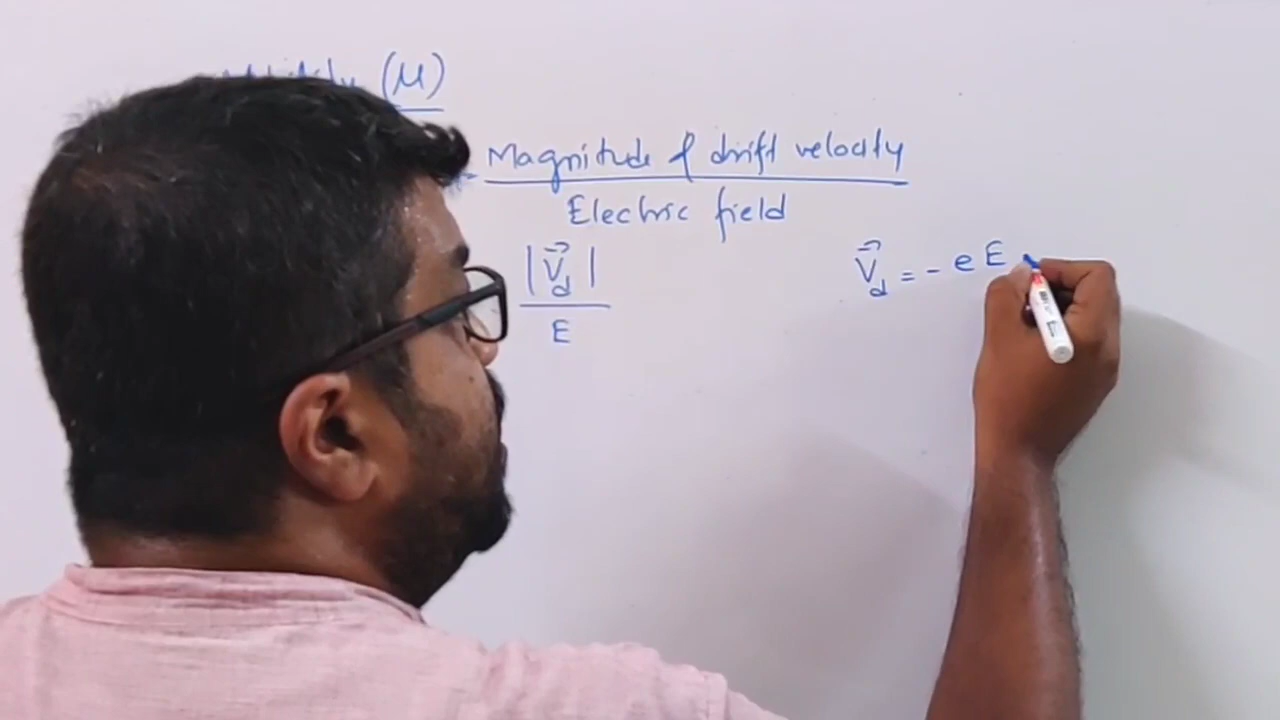 (μ)
= Magnitude of drift velocity
Electric field
|V⃗d|
E
V⃗d = - e E